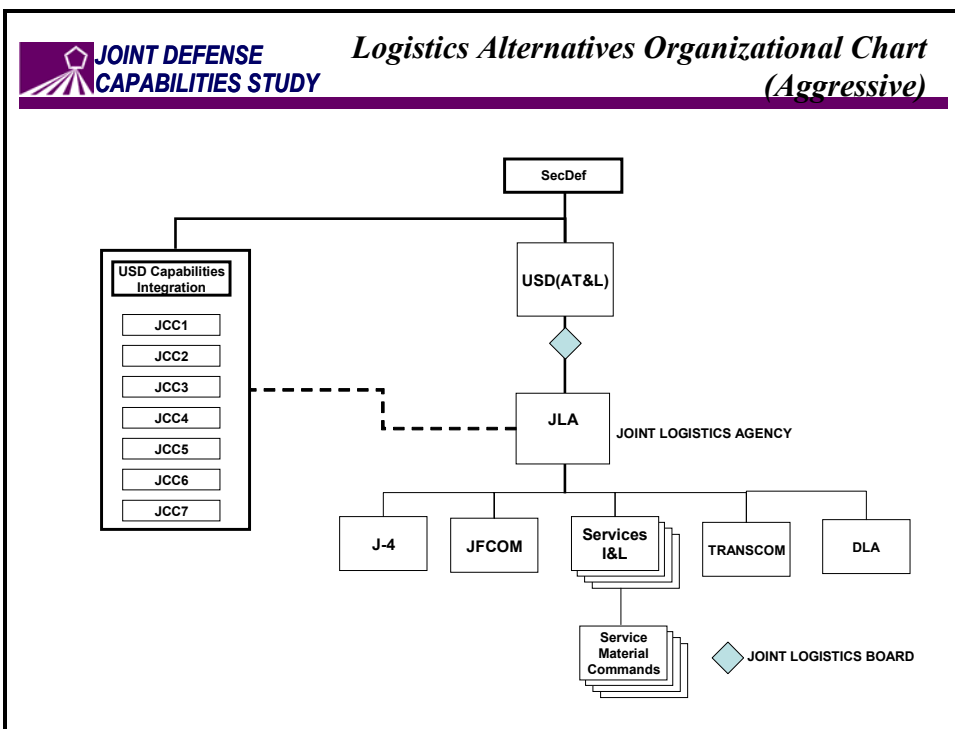 JOINT DEFENSE
CAPABILITIES STUDY
Logistics Alternatives Organizational Chart
(Aggressive)
SecDef
USD Capabilities
Integration
JCC1
JCC2
JCC3
JCC4
JCC5
JCC6
JCC7
USD(AT&L)
JLA
JOINT LOGISTICS AGENCY
J-4
JFCOM
Services
I&L
TRANSCOM
DLA
Service
Material
Commands
JOINT LOGISTICS BOARD